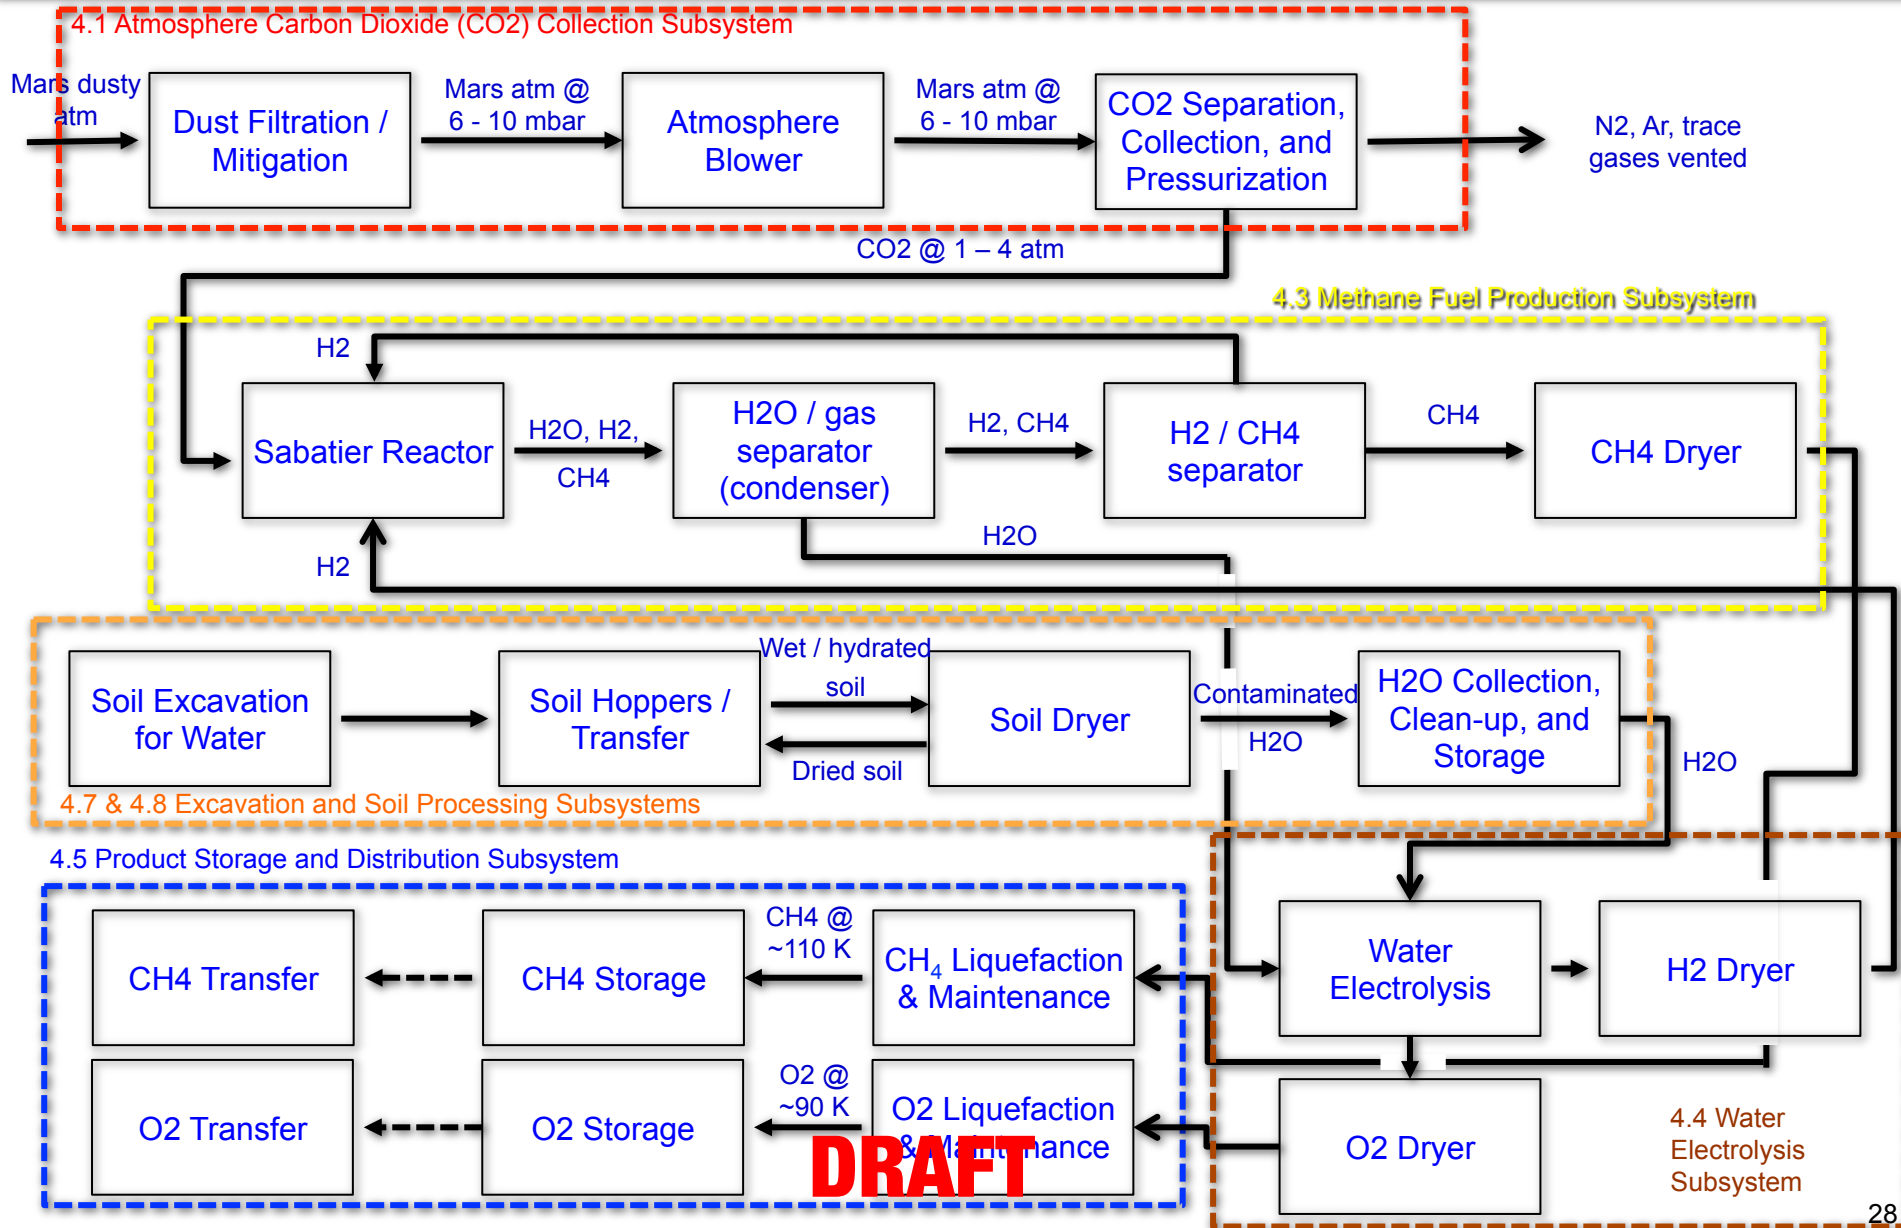 4.1 Atmosphere Carbon Dioxide (CO2) Collection Subsystem
Mars dusty
atm
Dust Filtration /
Mitigation
Mars atm @
6 - 10 mbar
Atmosphere
Blower
Mars atm @
6 - 10 mbar
CO2 Separation,
Collection, and
Pressurization
N2, Ar, trace
gases vented
CO2 @ 1 – 4 atm
4.3 Methane Fuel Production Subsystem
H2
Sabatier Reactor
H2O, H2,
CH4
H2O / gas
separator
(condenser)
H2, CH4
H2 / CH4
separator
CH4
CH4 Dryer
H2O
H2
Soil Excavation
for Water
Soil Hoppers /
Transfer
Wet / hydrated
soil
Dried soil
Soil Dryer
Contaminated
H2O
H2O Collection,
Clean-up, and
Storage
H2O
4.7 & 4.8 Excavation and Soil Processing Subsystems
4.5 Product Storage and Distribution Subsystem
CH4 Transfer
CH4 Storage
CH4 @
~110 K
CH₄ Liquefaction
& Maintenance
Water
Electrolysis
H2 Dryer
O2 Transfer
O2 Storage
O2 @
~90 K
O2 Liquefaction
& Maintenance
O2 Dryer
4.4 Water
Electrolysis
Subsystem
DRAFT
28